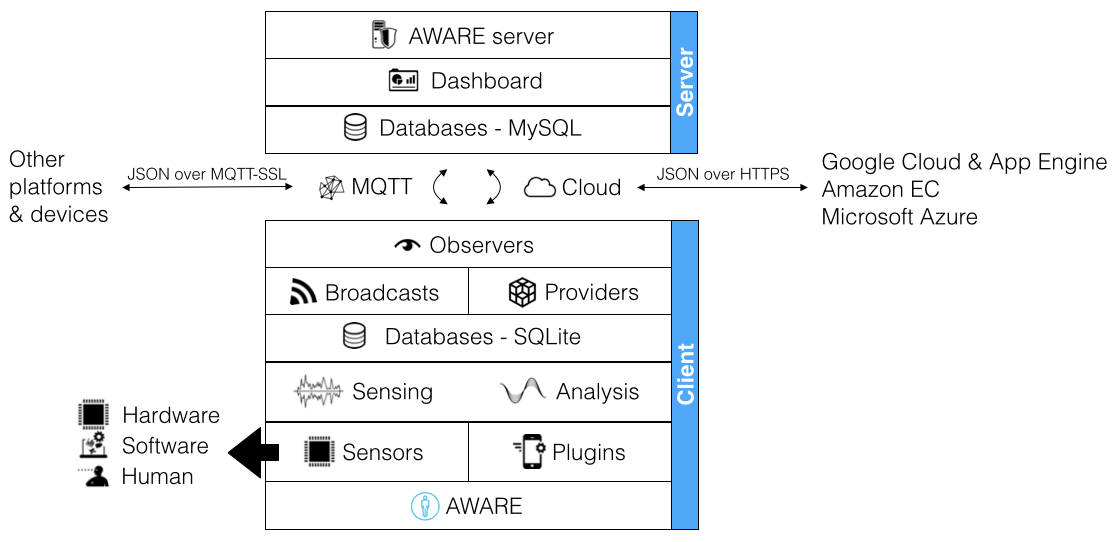 AWARE server
Dashboard
Databases - MySQL
Server
Other
platforms
& devices
JSON over MQTT-SSL
MQTT
Cloud
JSON over HTTPS
Google Cloud & App Engine
Amazon EC
Microsoft Azure
Observers
Broadcasts
Providers
Databases - SQLite
Sensing
Analysis
Client
Hardware
Software
Human
Sensors
Plugins
AWARE